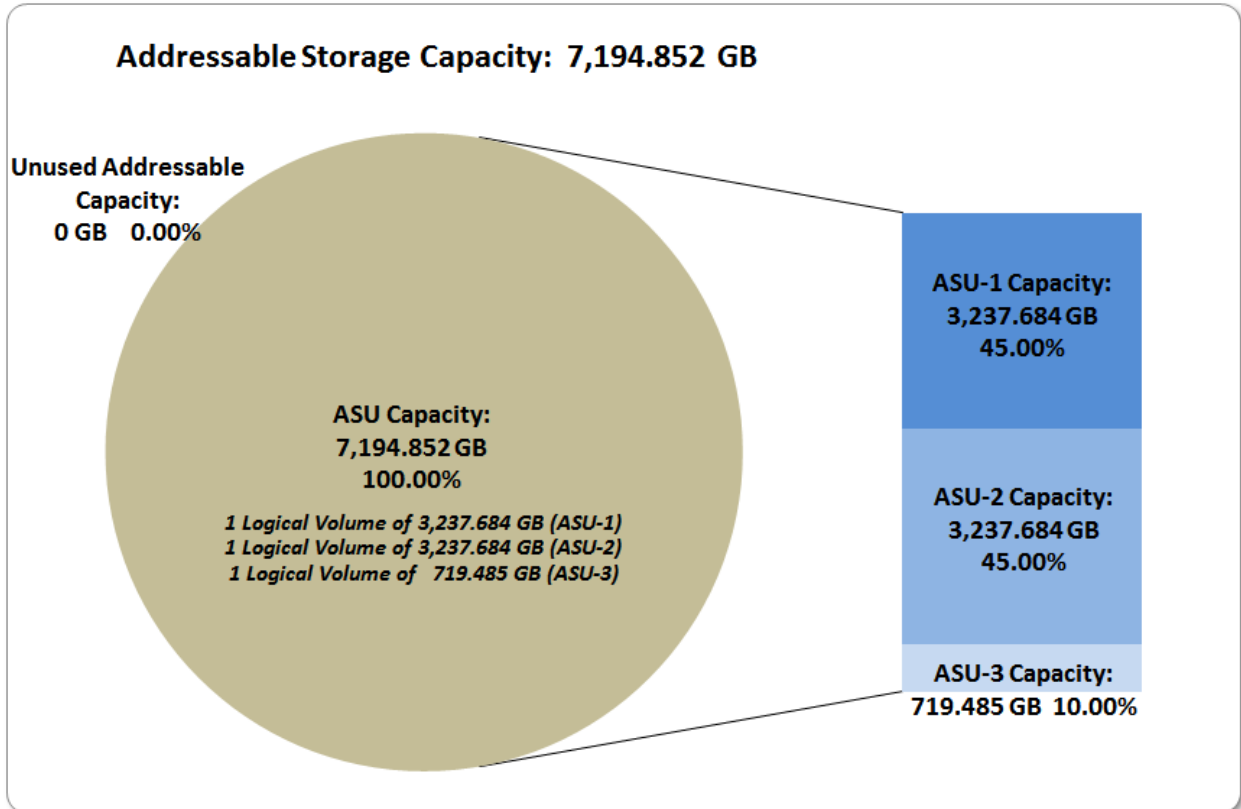 Addressable Storage Capacity: 7,194.852 GB
Unused Addressable
Capacity:
0 GB 0.00%
ASU Capacity:
7,194.852 GB
100.00%
1 Logical Volume of 3,237.684 GB (ASU-1)
1 Logical Volume of 3,237.684 GB (ASU-2)
1 Logical Volume of 719.485 GB (ASU-3)
ASU-1 Capacity:
3,237.684 GB
45.00%
ASU-2 Capacity:
3,237.684 GB
45.00%
ASU-3 Capacity:
719.485 GB 10.00%